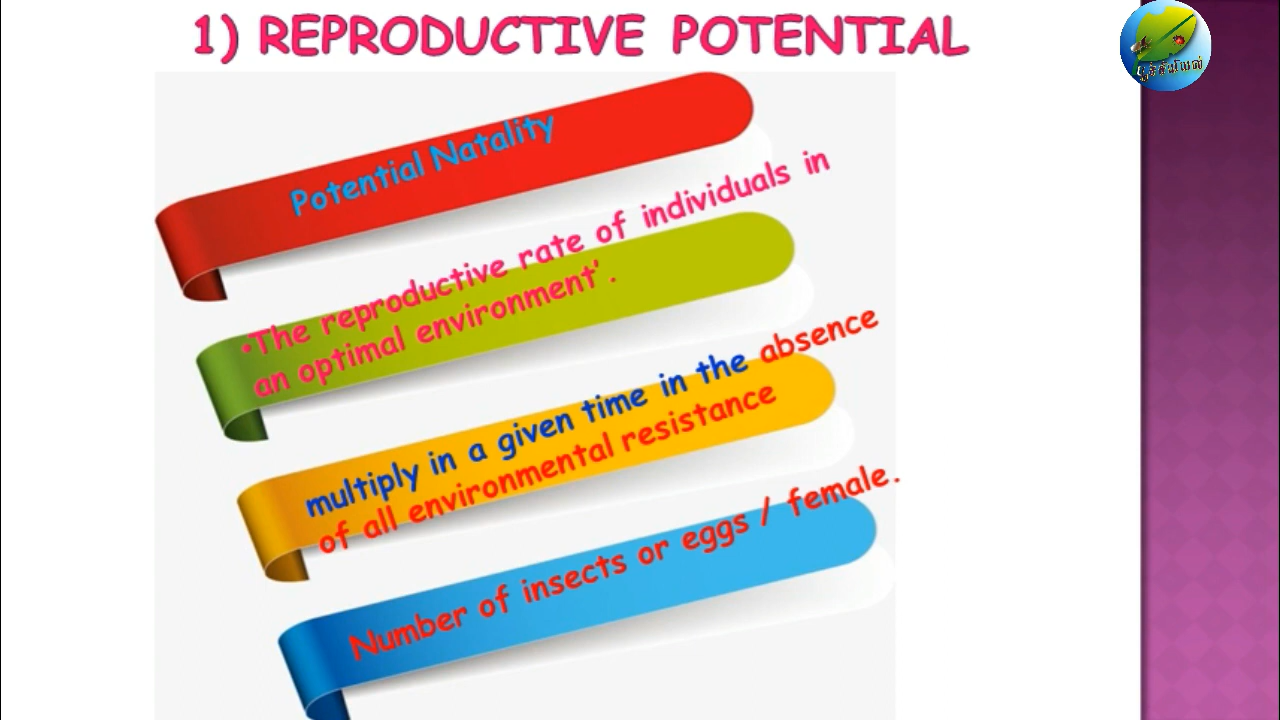 1) REPRODUCTIVE POTENTIAL
Potential Natality
•The reproductive rate of individuals in
an optimal environment’.
multiply in a given time in the absence
of all environmental resistance
Number of insects or eggs / female.